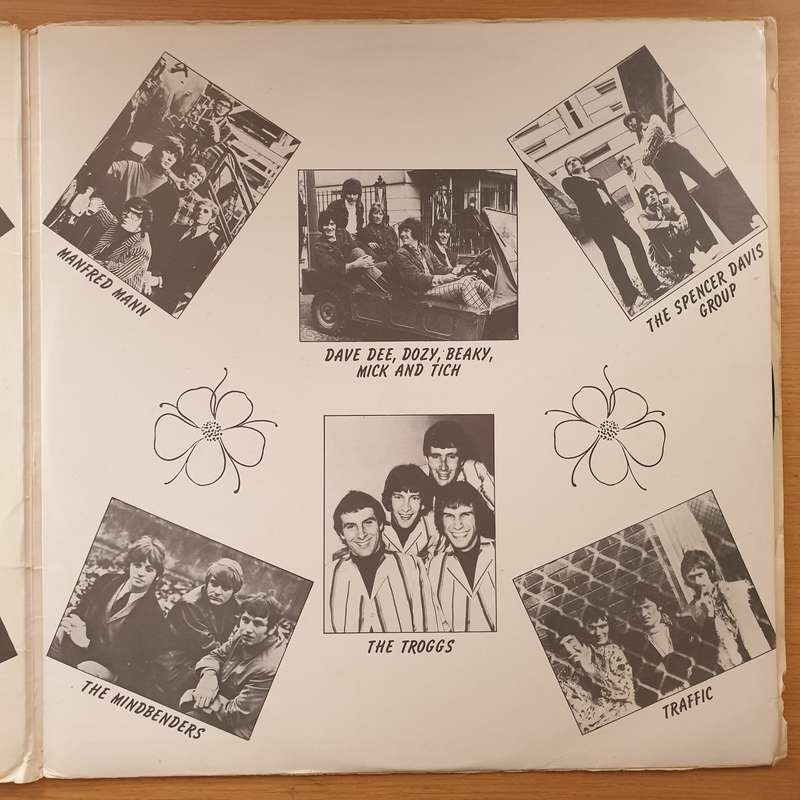 MANFRED MANN
DAVE DEE, DOZY, BEAKY,
MICK AND TICH
THE SPENCER DAVIS
GROUP
THE MINDBENDERS
THE TROGGS
TRAFFIC